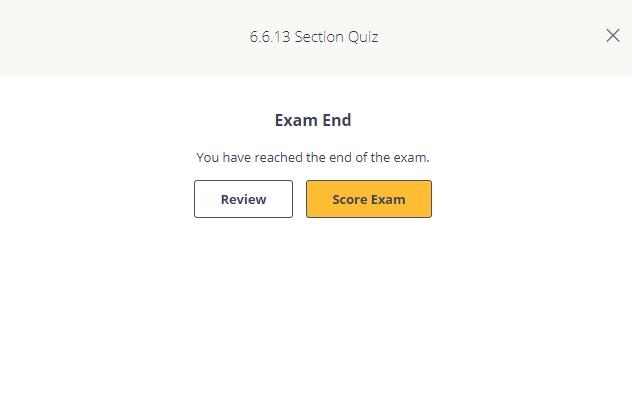 6.6.13 Section Quiz
Exam End
You have reached the end of the exam.
Review
Score Exam